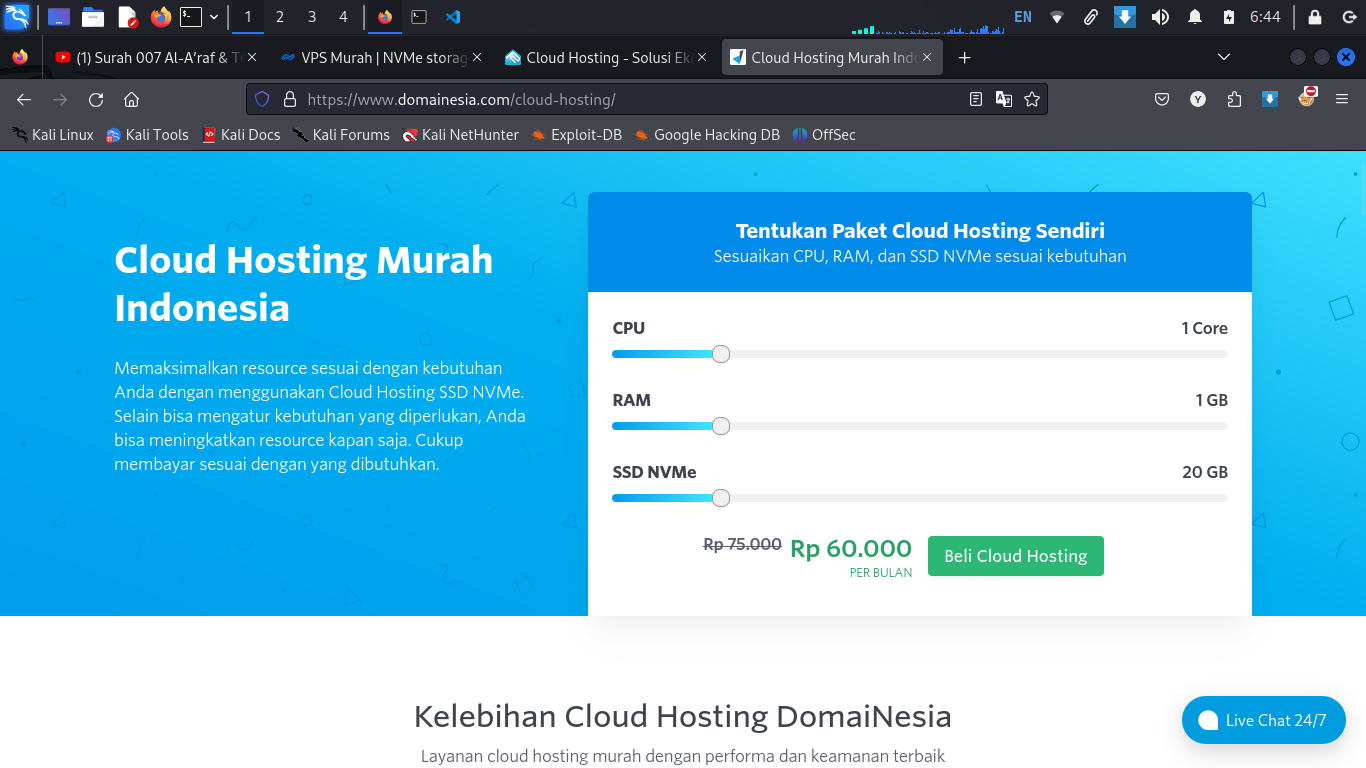 1 2 3 4 EN 6:44
(1) Surah 007 Al-A'raf & T
VPS Murah | NVMe storag
Cloud Hosting - Solusi Ek
Cloud Hosting Murah Ind
https://www.domainesia.com/cloud-hosting/
Y
Kali Linux Kali Tools Kali Docs Kali Forums Kali NetHunter Exploit-DB Google Hacking DB OffSec
Cloud Hosting Murah
Indonesia
Memaksimalkan resource sesuai dengan kebutuhan
Anda dengan menggunakan Cloud Hosting SSD NVMe.
Selain bisa mengatur kebutuhan yang diperlukan, Anda
bisa meningkatkan resource kapan saja. Cukup
membayar sesuai dengan yang dibutuhkan.
Tentukan Paket Cloud Hosting Sendiri
Sesuaikan CPU, RAM, dan SSD NVMe sesuai kebutuhan
CPU 1 Core
RAM 1 GB
SSD NVMe 20 GB
Rp 75.000 Rp 60.000
PER BULAN
Beli Cloud Hosting
Kelebihan Cloud Hosting DomaiNesia
Layanan cloud hosting murah dengan performa dan keamanan terbaik
Live Chat 24/7